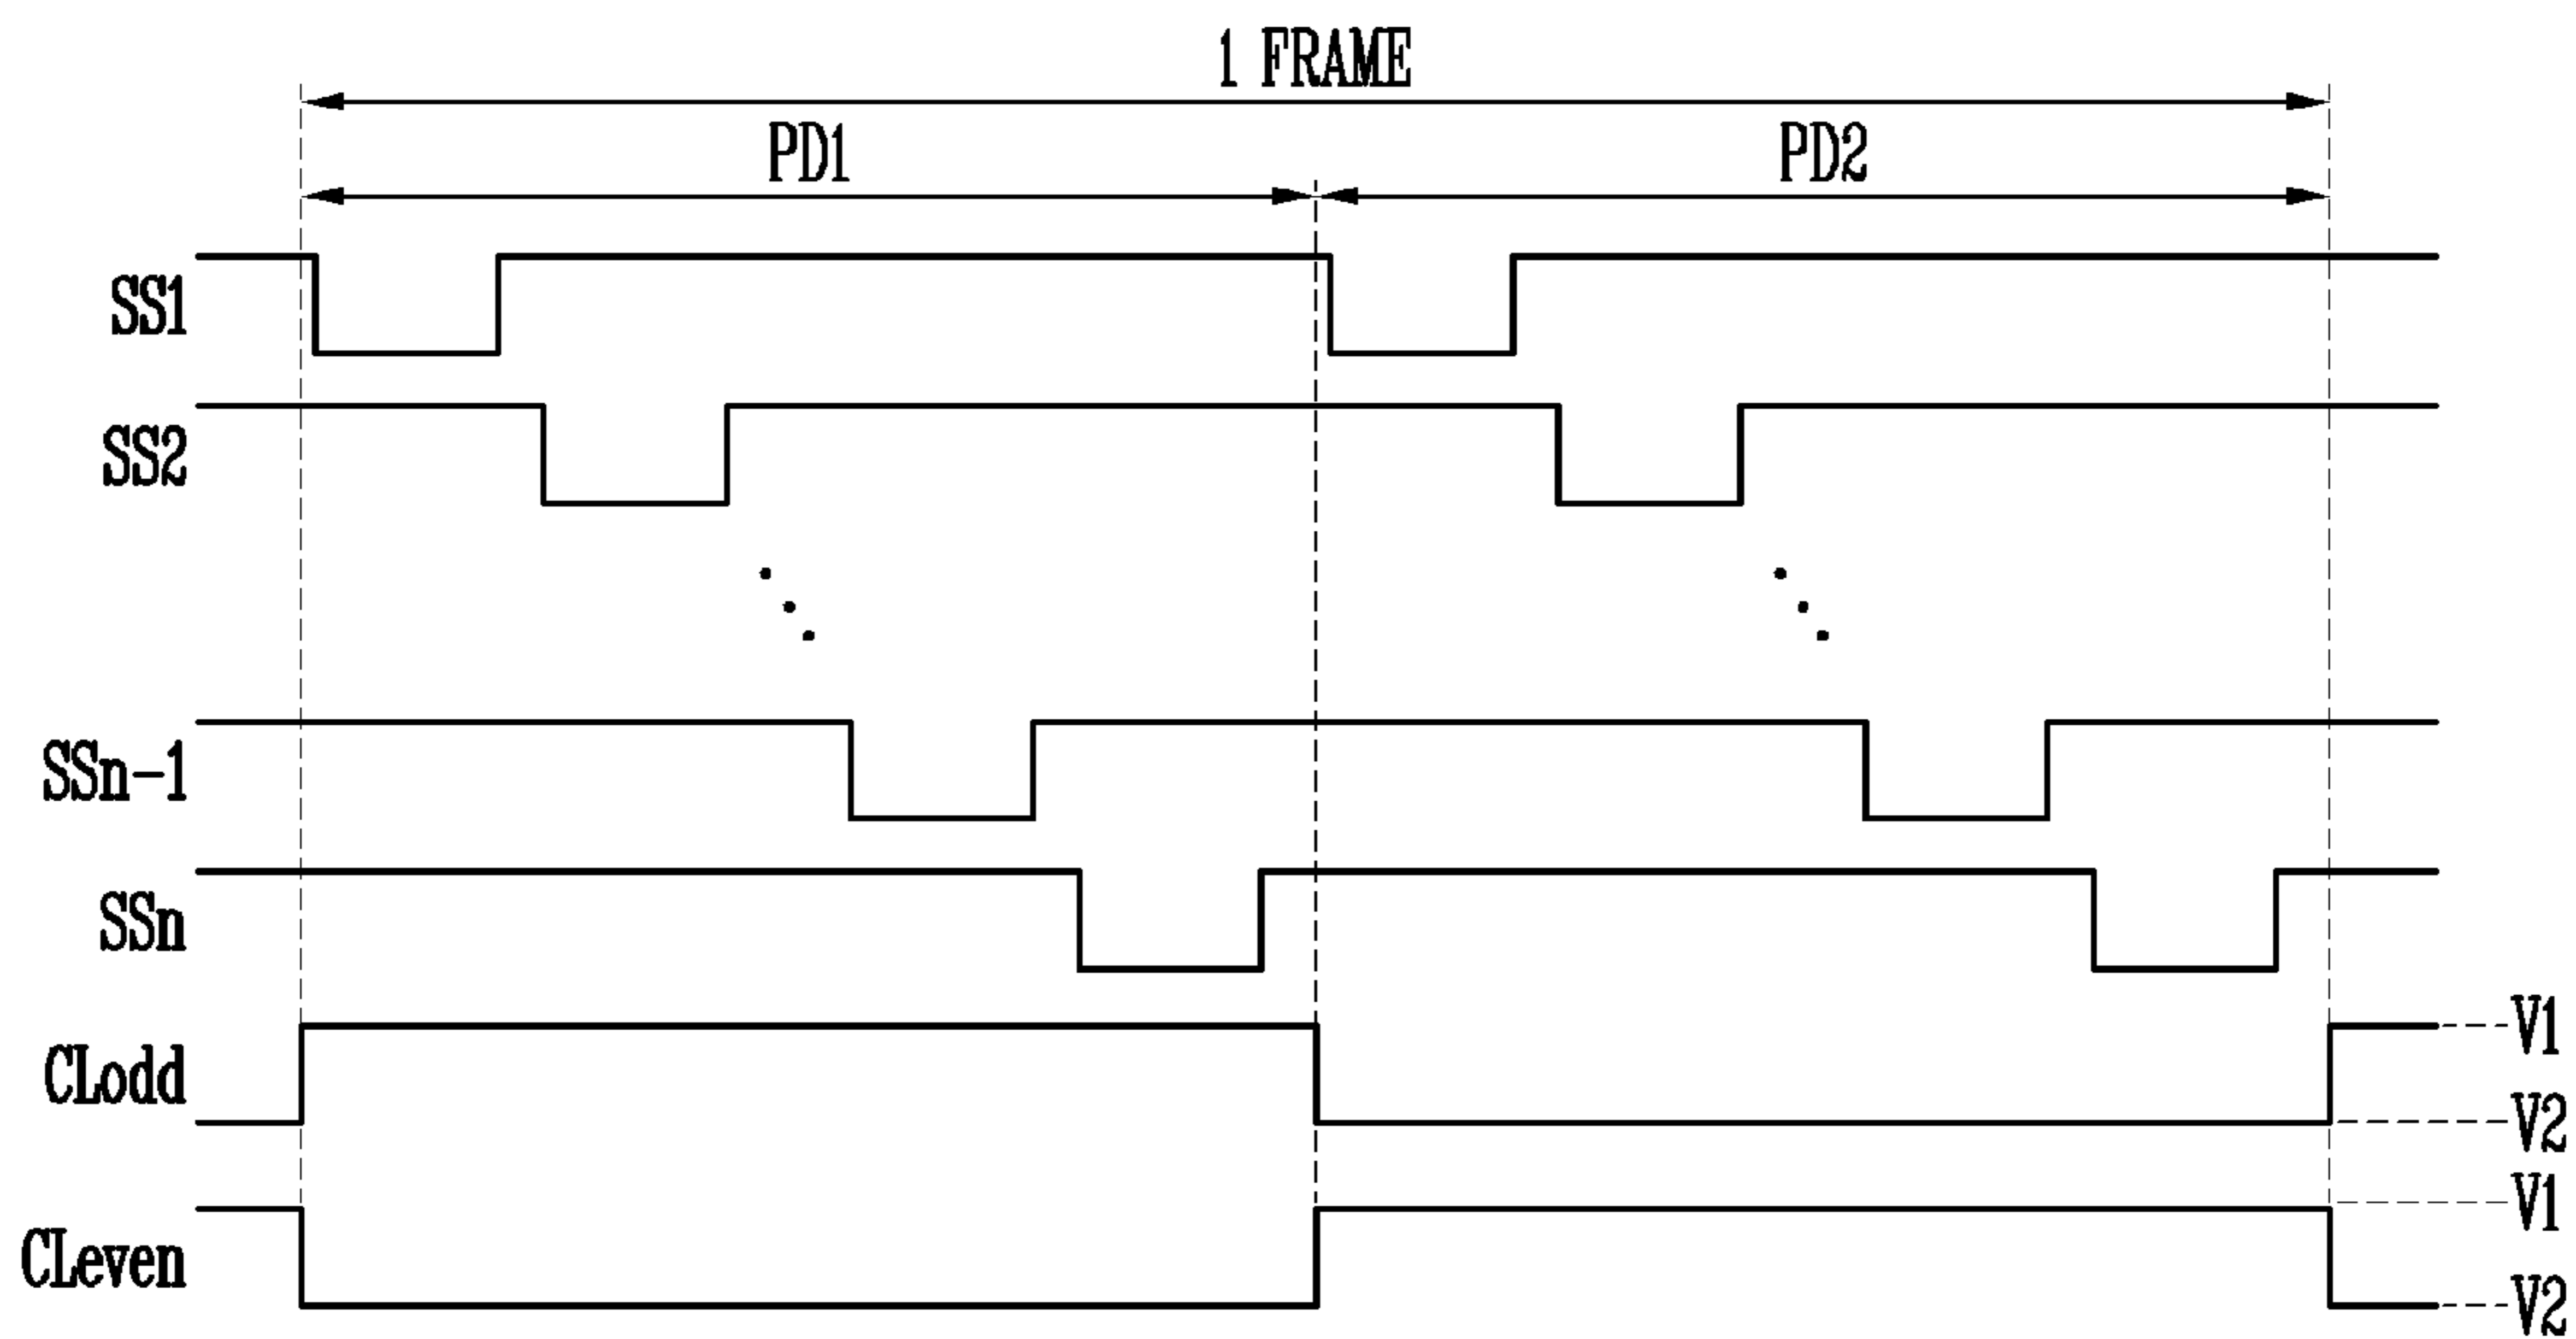 1 FRAME
PD1
PD2
SS1
SS2
SSn-1
SSn
CLodd
V1
V2
CLeven
V1
V2